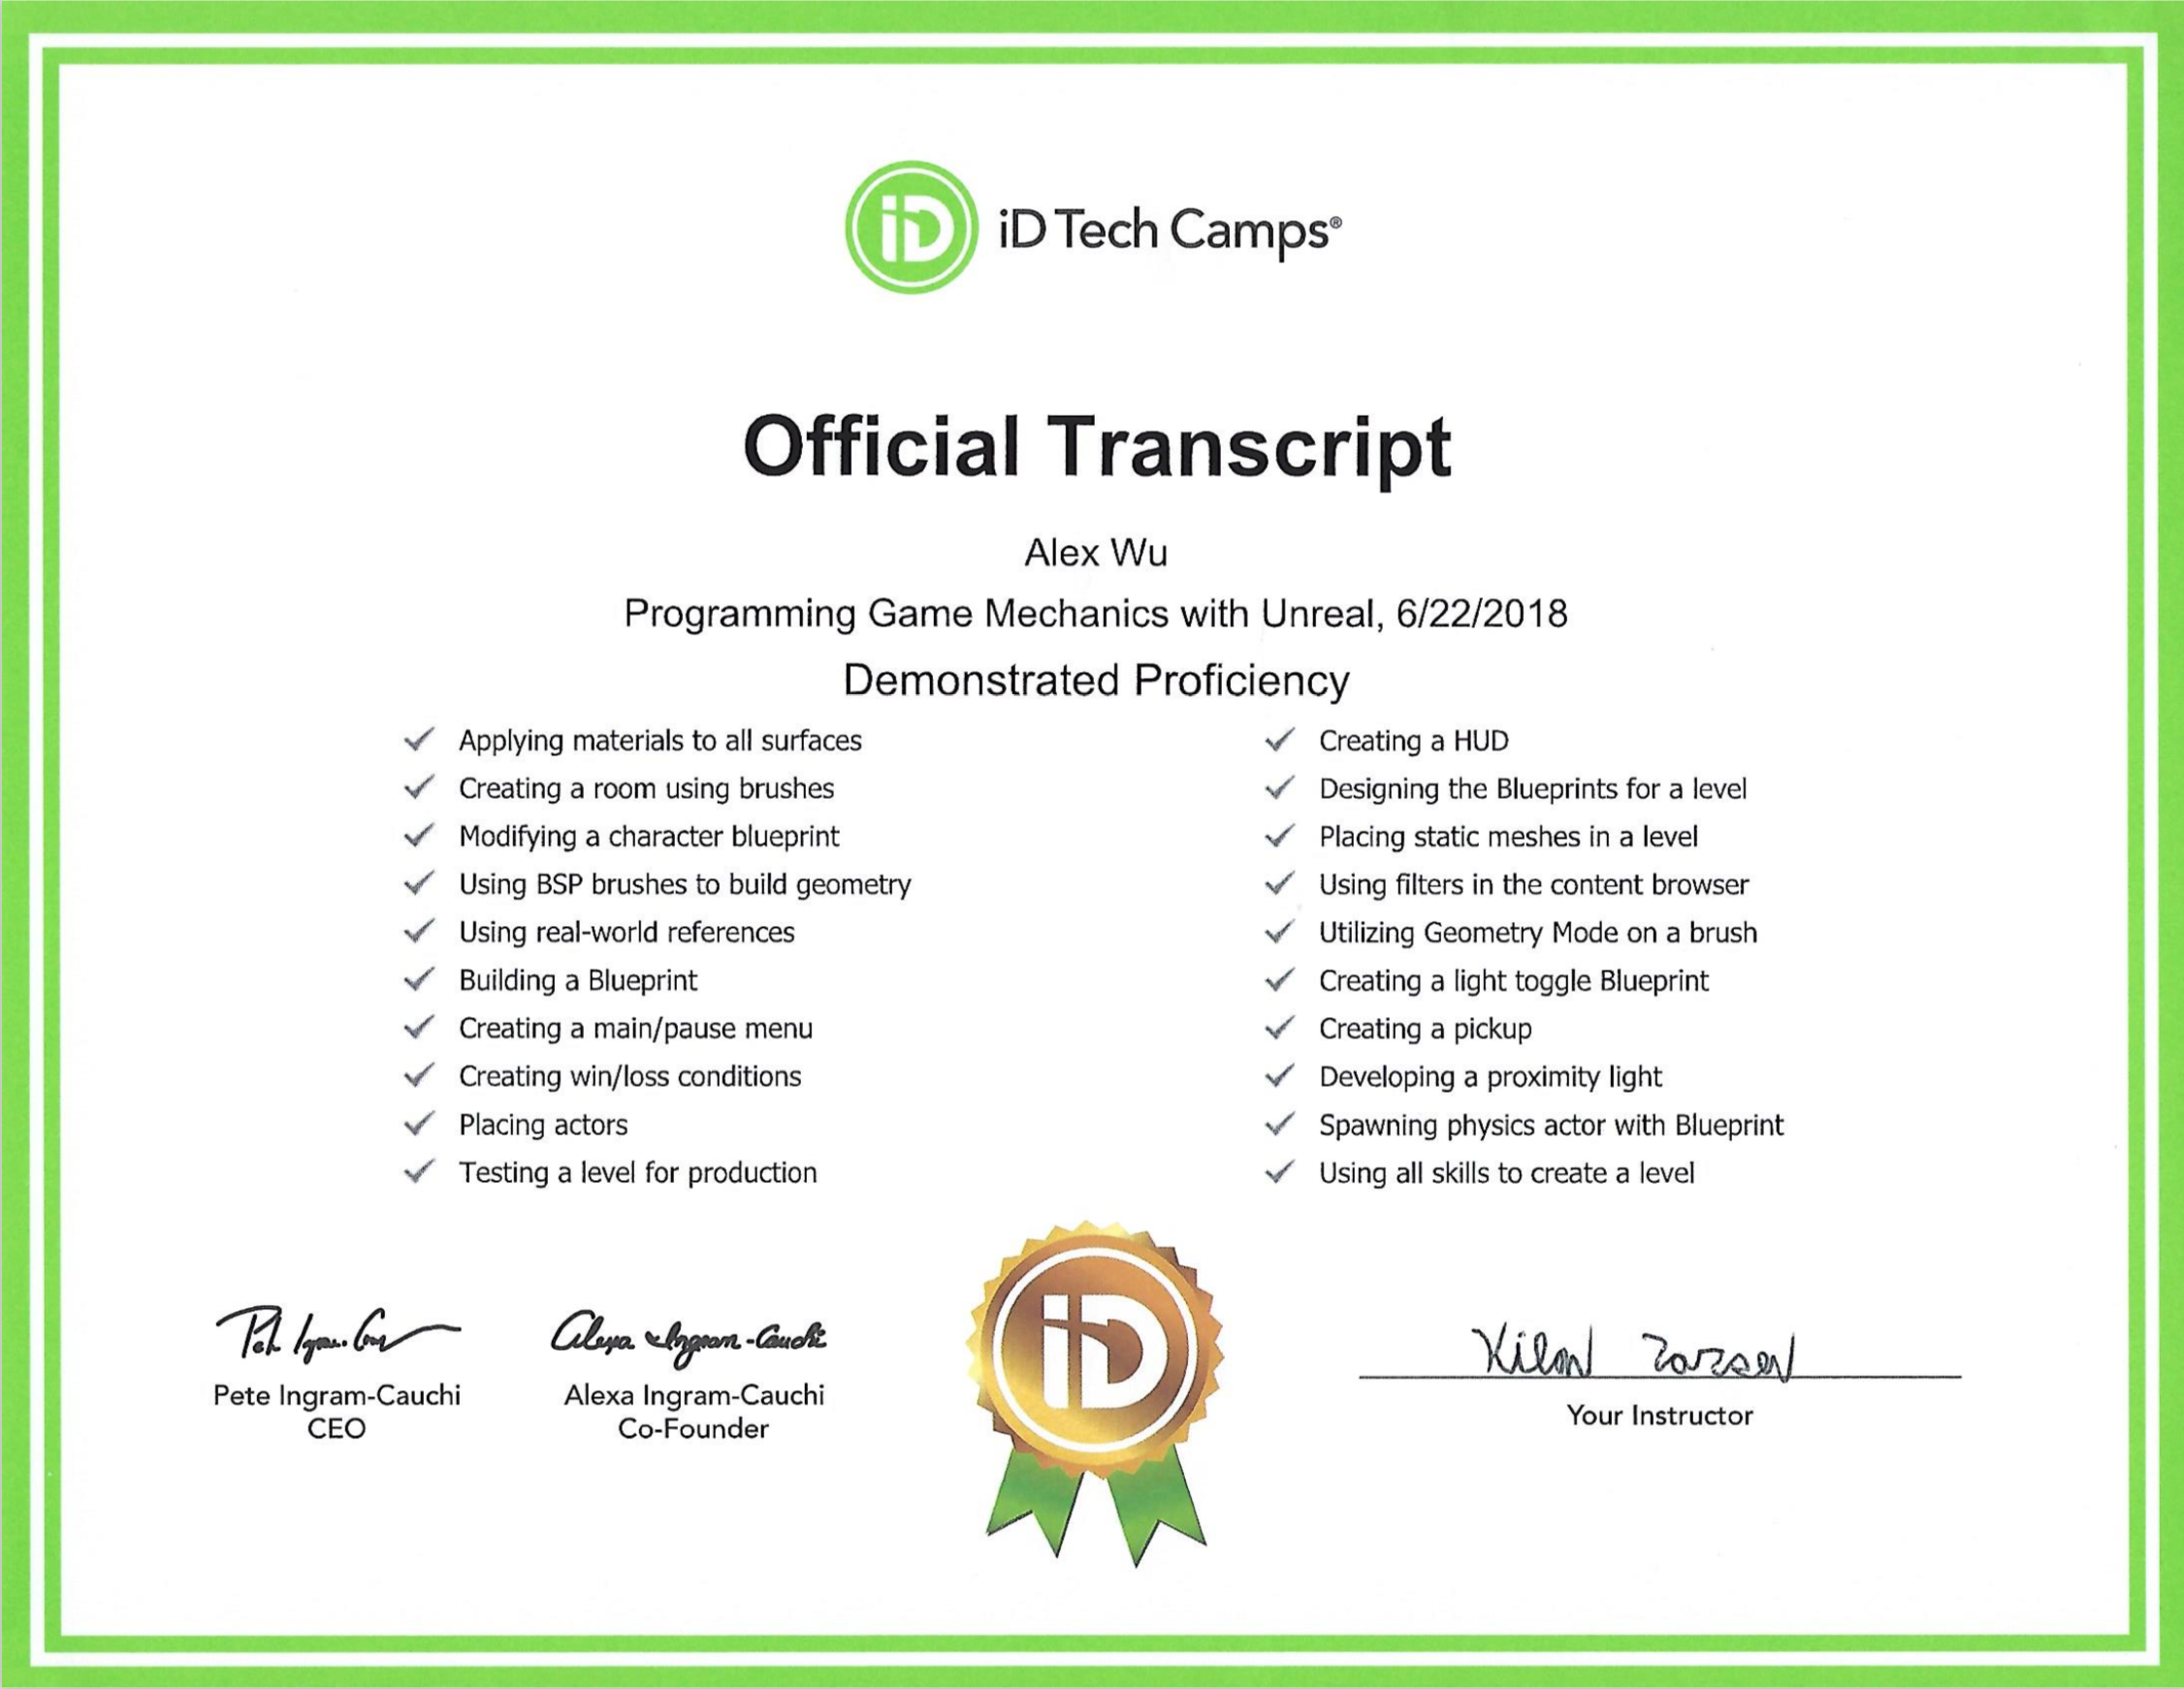 iD
iD Tech Camps®
Official Transcript
Alex Wu
Programming Game Mechanics with Unreal, 6/22/2018
Demonstrated Proficiency
Applying materials to all surfaces
Creating a room using brushes
Modifying a character blueprint
Using BSP brushes to build geometry
Using real-world references
Building a Blueprint
Creating a main/pause menu
Creating win/loss conditions
Placing actors
Testing a level for production
Creating a HUD
Designing the Blueprints for a level
Placing static meshes in a level
Using filters in the content browser
Utilizing Geometry Mode on a brush
Creating a light toggle Blueprint
Creating a pickup
Developing a proximity light
Spawning physics actor with Blueprint
Using all skills to create a level
Alexa Ingram-Cauchi
Pete Ingram-Cauchi
CEO
Alexa Ingram-Cauchi
Co-Founder
iD
Your Instructor